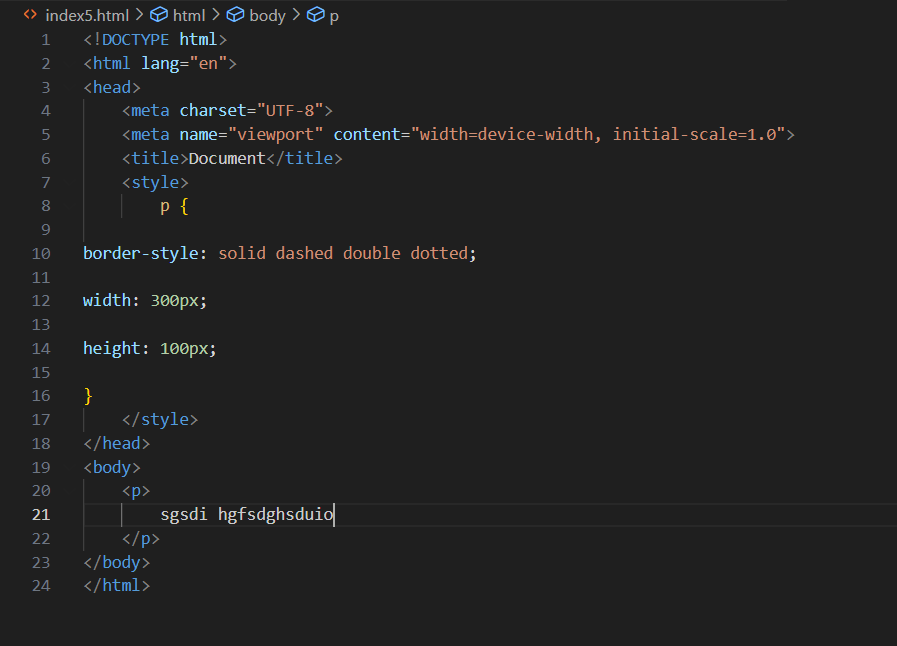 index5.html > html > body > p
1 <!DOCTYPE html>
2 <html lang="en">
3 <head>
4     <meta charset="UTF-8">
5     <meta name="viewport" content="width=device-width, initial-scale=1.0">
6     <title>Document</title>
7     <style>
8         p {
9
10 border-style: solid dashed double dotted;
11
12 width: 300px;
13
14 height: 100px;
15
16 }
17     </style>
18 </head>
19 <body>
20     <p>
21         sgsdi hgfsdghsduio
22     </p>
23 </body>
24 </html>